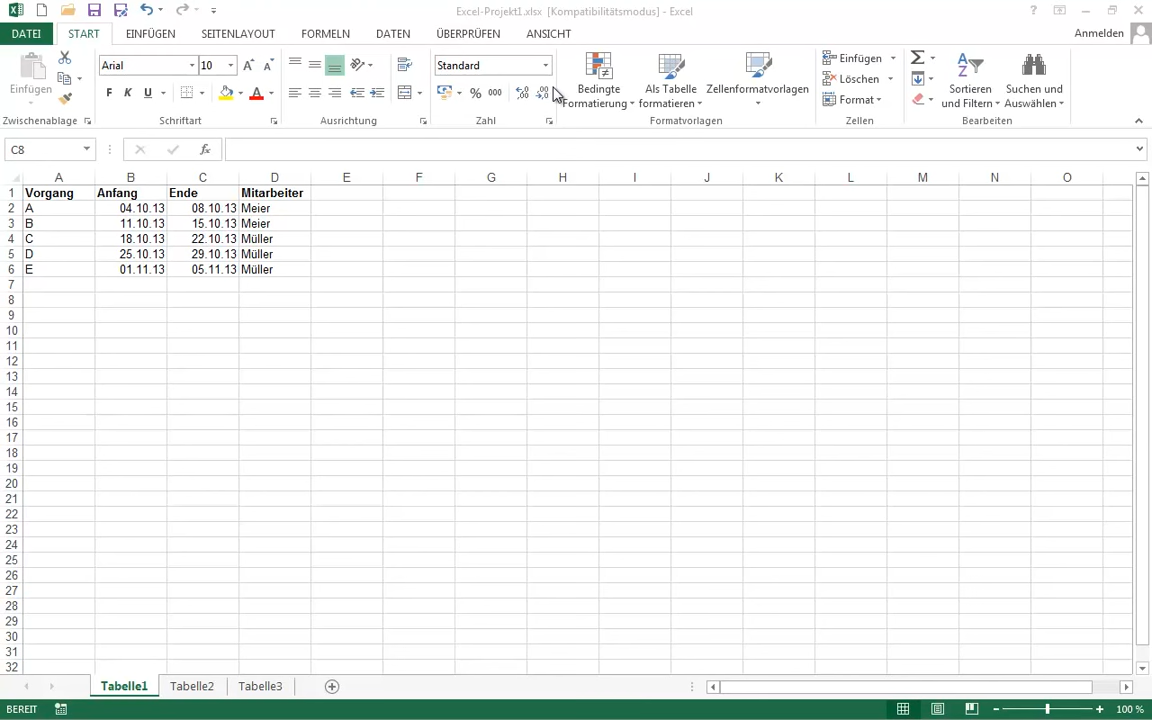 Excel-Projekt1.xlsx [Kompatibilitätsmodus] - Excel
?
DATEI START EINFÜGEN SEITENLAYOUT FORMELN DATEN ÜBERPRÜFEN ANSICHT Anmelden
Arial 10 Standard
Einfügen
F K U
% 000
Bedingte Formatierung
Als Tabelle formatieren
Zellenformatvorlagen
Einfügen
Löschen
Format
Sortieren und Filtern
Suchen und Auswählen
Zwischenablage Schriftart Ausrichtung Zahl Formatvorlagen Zellen Bearbeiten
C8 fx
A B C D E F G H I J K L M N O
1 Vorgang Anfang Ende Mitarbeiter
2 A 04.10.13 08.10.13 Meier
3 B 11.10.13 15.10.13 Meier
4 C 18.10.13 22.10.13 Müller
5 D 25.10.13 29.10.13 Müller
6 E 01.11.13 05.11.13 Müller
7
8
9
10
11
12
13
14
15
16
17
18
19
20
21
22
23
24
25
26
27
28
29
30
31
32
Tabelle1 Tabelle2 Tabelle3
BEREIT 100 %